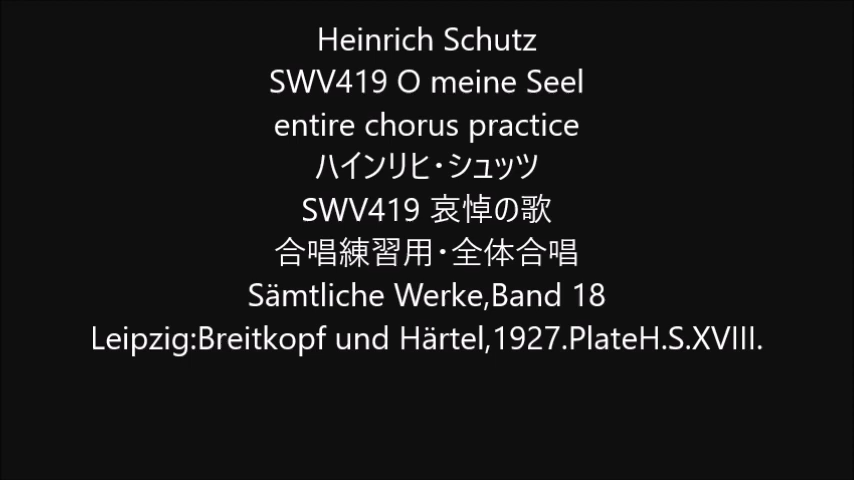 Heinrich Schutz
SWV419 O meine Seel
entire chorus practice
ハインリヒ・シュッツ
SWV419 哀悼の歌
合唱練習用・全体合唱
Sämtliche Werke,Band 18
Leipzig:Breitkopf und Härtel,1927.PlateH.S.XVIII.